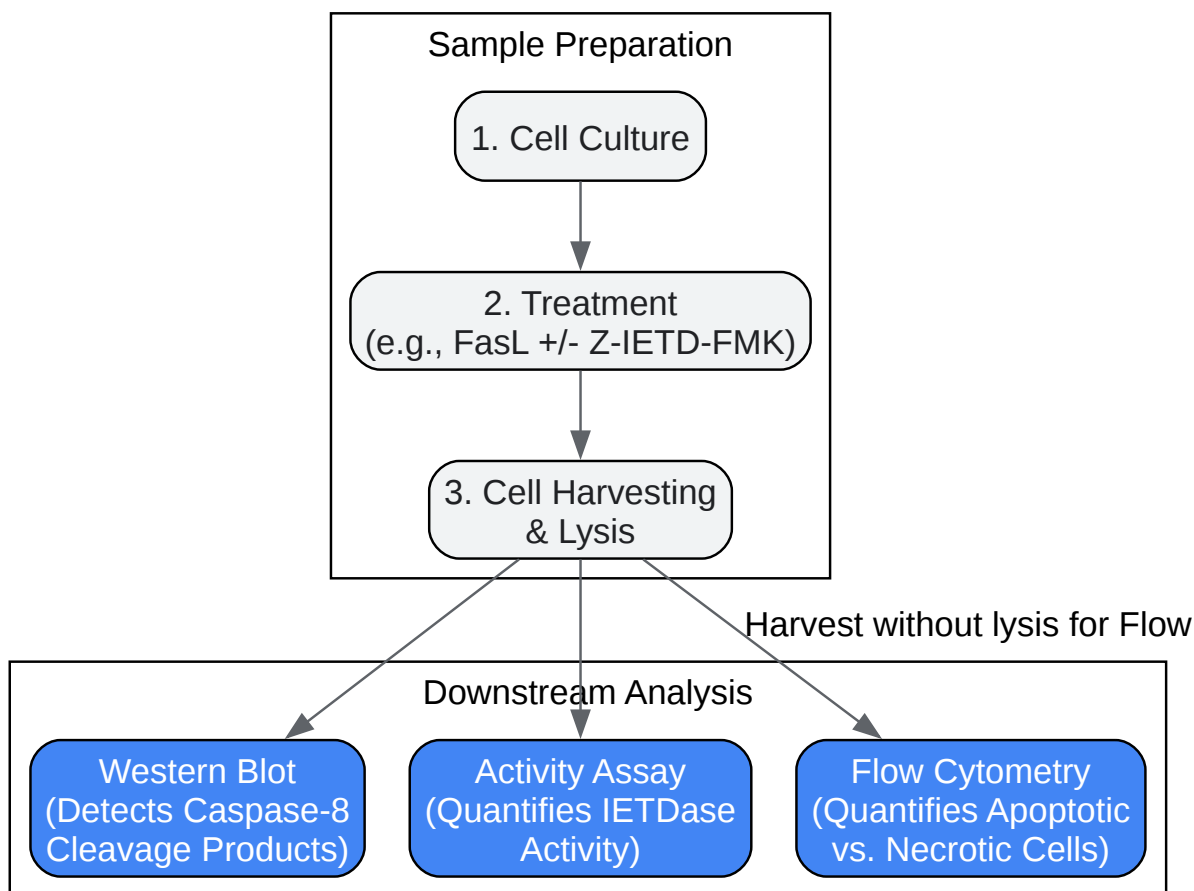 Sample Preparation
1. Cell Culture
2. Treatment
(e.g., FasL +/- Z-IETD-FMK)
3. Cell Harvesting
& Lysis
Harvest without lysis for Flow
Downstream Analysis
Western Blot
(Detects Caspase-8
Cleavage Products)
Activity Assay
(Quantifies IETDase
Activity)
Flow Cytometry
(Quantifies Apoptotic
vs. Necrotic Cells)